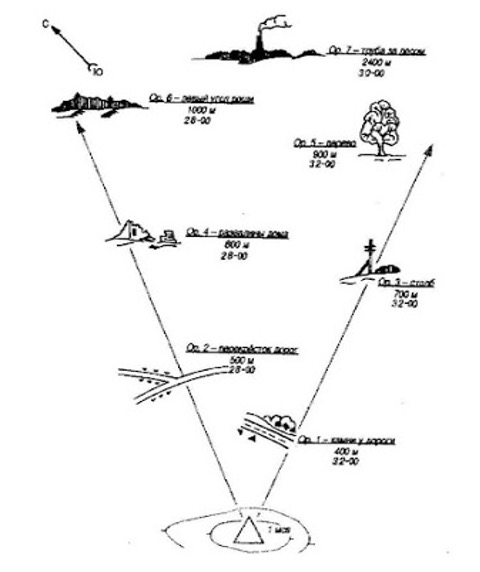 С
Ю
Ор. 7 – труба за лесом
2400 м
30-00
Ор. 6 – левый угол рощи
1000 м
28-00
Ор. 5 – дерево
900 м
32-00
Ор. 4 – развалины дома
800 м
28-00
Ор. 3 – столб
700 м
32-00
Ор. 2 – перекрёсток дорог
500 м
28-00
Ор. 1 – камни у дороги
400 м
32-00
1 мсв